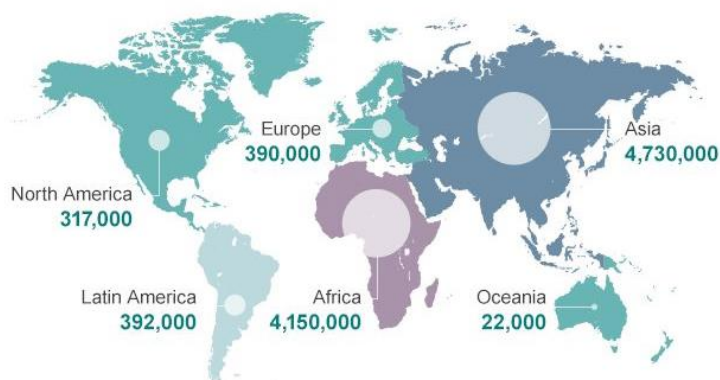 Europe
390,000
Asia
4,730,000
North America
317,000
Latin America
392,000
Africa
4,150,000
Oceania
22,000